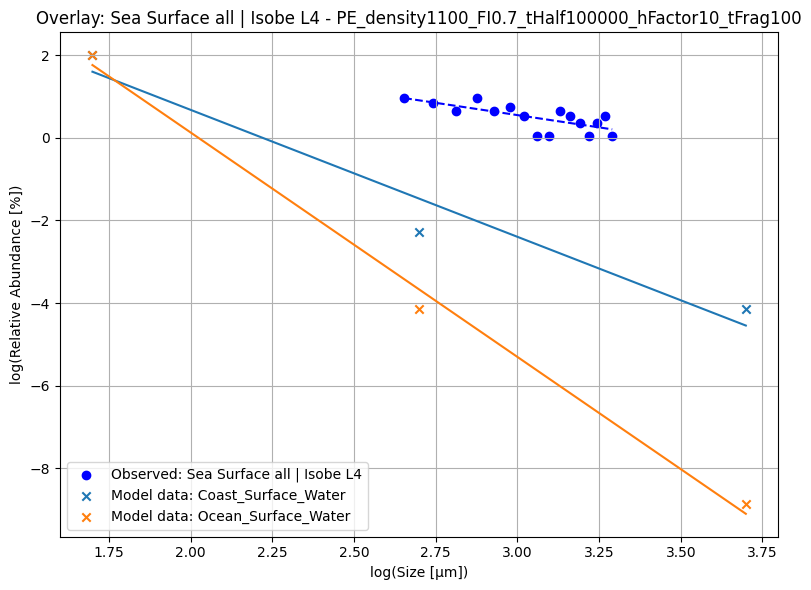 Overlay: Sea Surface all | Isobe L4 - PE_density1100_FI0.7_tHalf100000_hFactor10_tFrag100
log(Relative Abundance [%])
2
0
−2
−4
−6
−8
Observed: Sea Surface all | Isobe L4
Model data: Coast_Surface_Water
Model data: Ocean_Surface_Water
1.75 2.00 2.25 2.50 2.75 3.00 3.25 3.50 3.75
log(Size [μm])